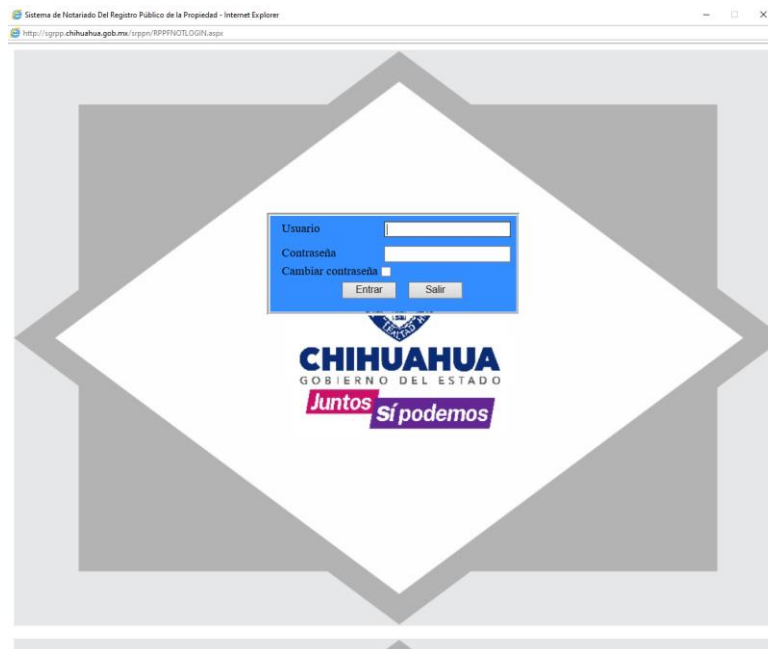 Sistema de Notariado Del Registro Público de la Propiedad - Internet Explorer
http://sgrpp.chihuahua.gob.mx/srppn/RPPFNOTLOGIN.aspx
Usuario
Contraseña
Cambiar contraseña
Entrar Salir
CHIHUAHUA
GOBIERNO DEL ESTADO
Juntos
Sí podemos